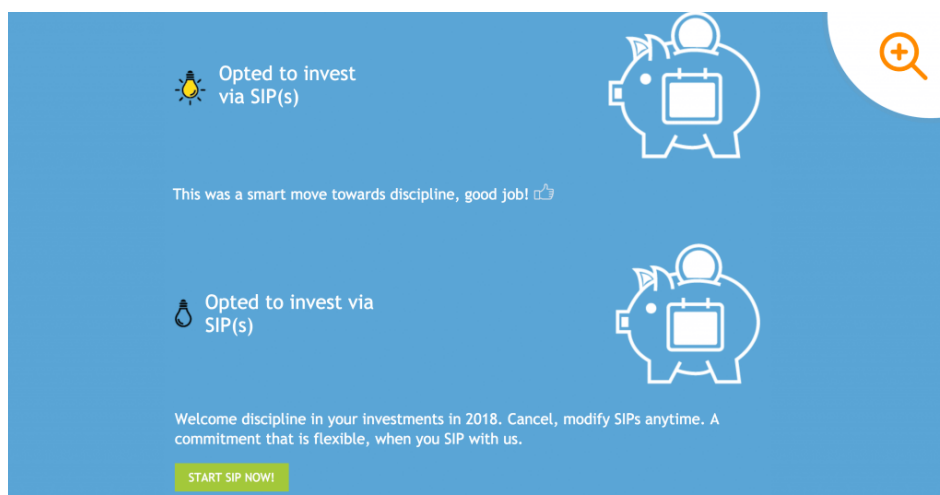 Opted to invest
via SIP(s)
This was a smart move towards discipline, good job!
Opted to invest via
SIP(s)
Welcome discipline in your investments in 2018. Cancel, modify SIPs anytime. A
commitment that is flexible, when you SIP with us.
START SIP NOW!